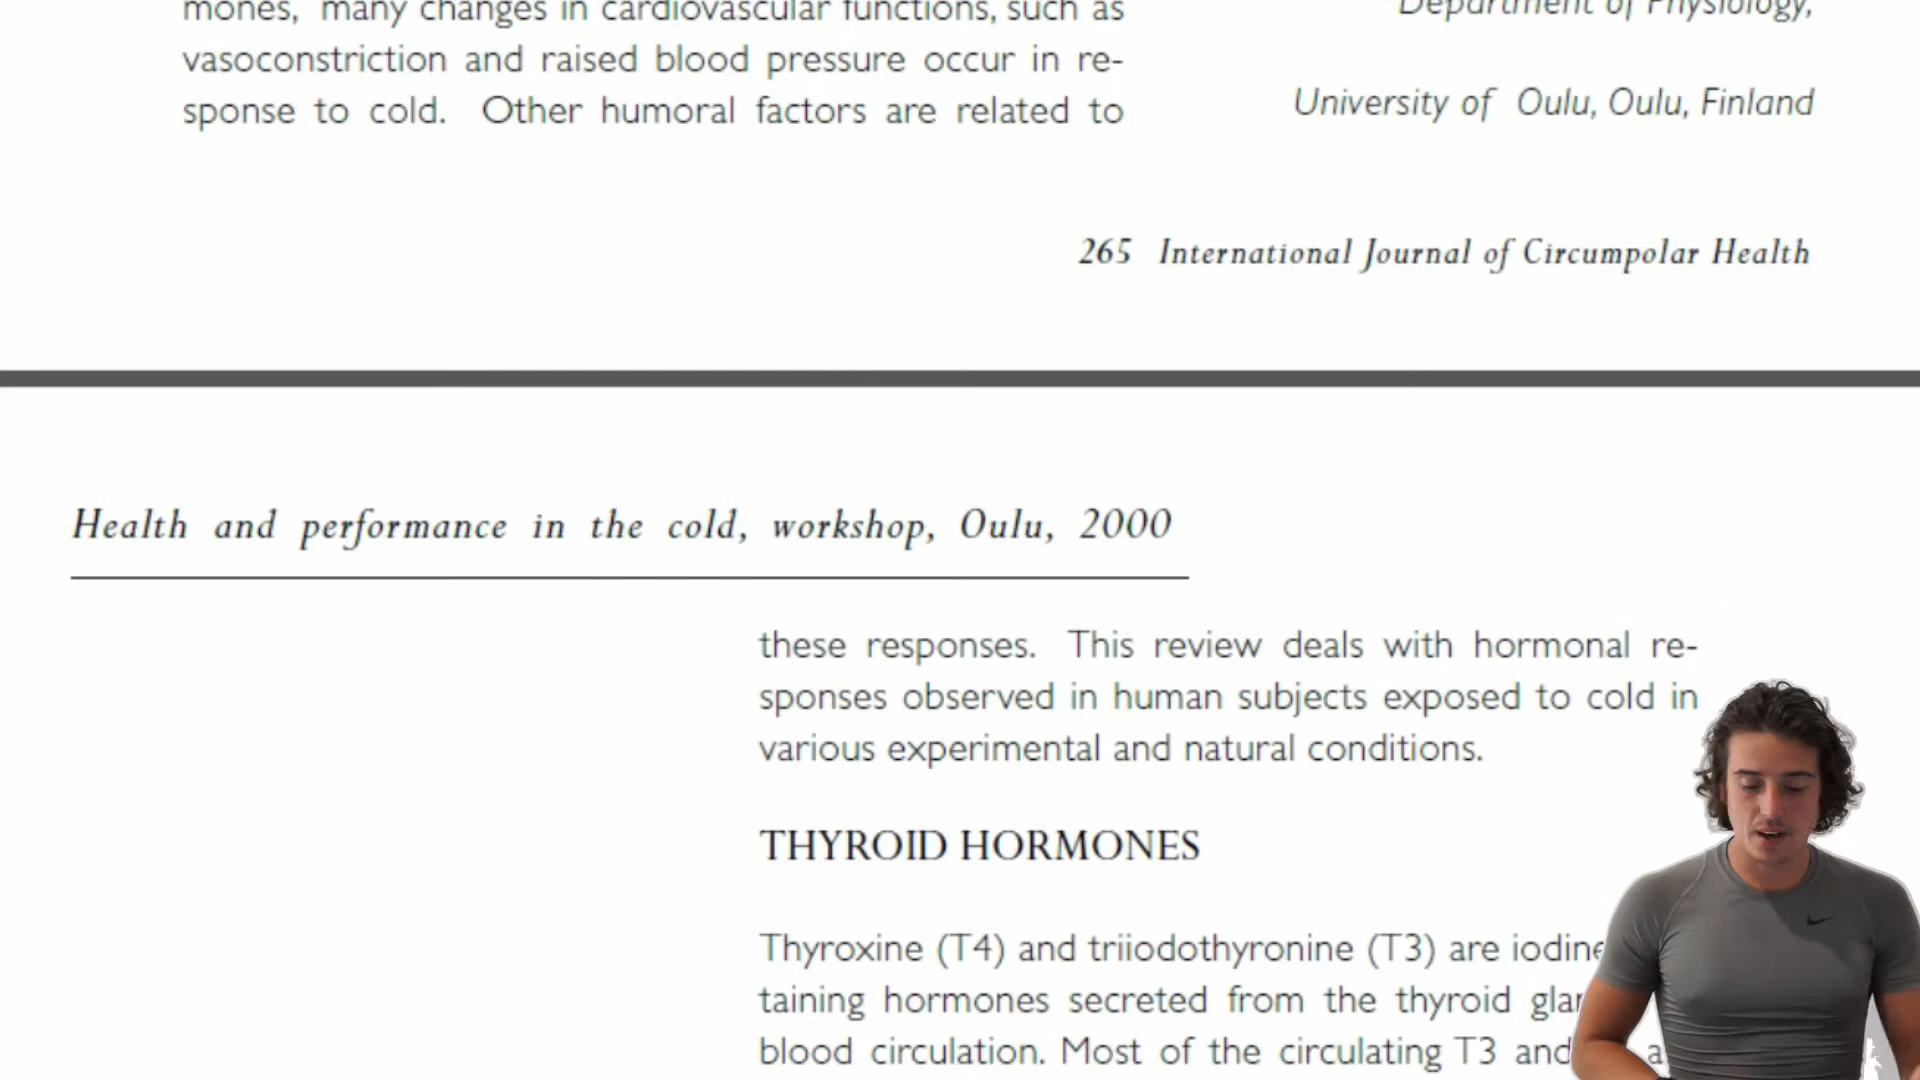 mones, many changes in cardiovascular functions, such as
vasoconstriction and raised blood pressure occur in re-
sponse to cold. Other humoral factors are related to
Department of Physiology,
University of Oulu, Oulu, Finland
265 International Journal of Circumpolar Health
Health and performance in the cold, workshop, Oulu, 2000
these responses. This review deals with hormonal re-
sponses observed in human subjects exposed to cold in
various experimental and natural conditions.
THYROID HORMONES
Thyroxine (T4) and triiodothyronine (T3) are iodine
taining hormones secreted from the thyroid
blood circulation. Most of the circulating T3 and